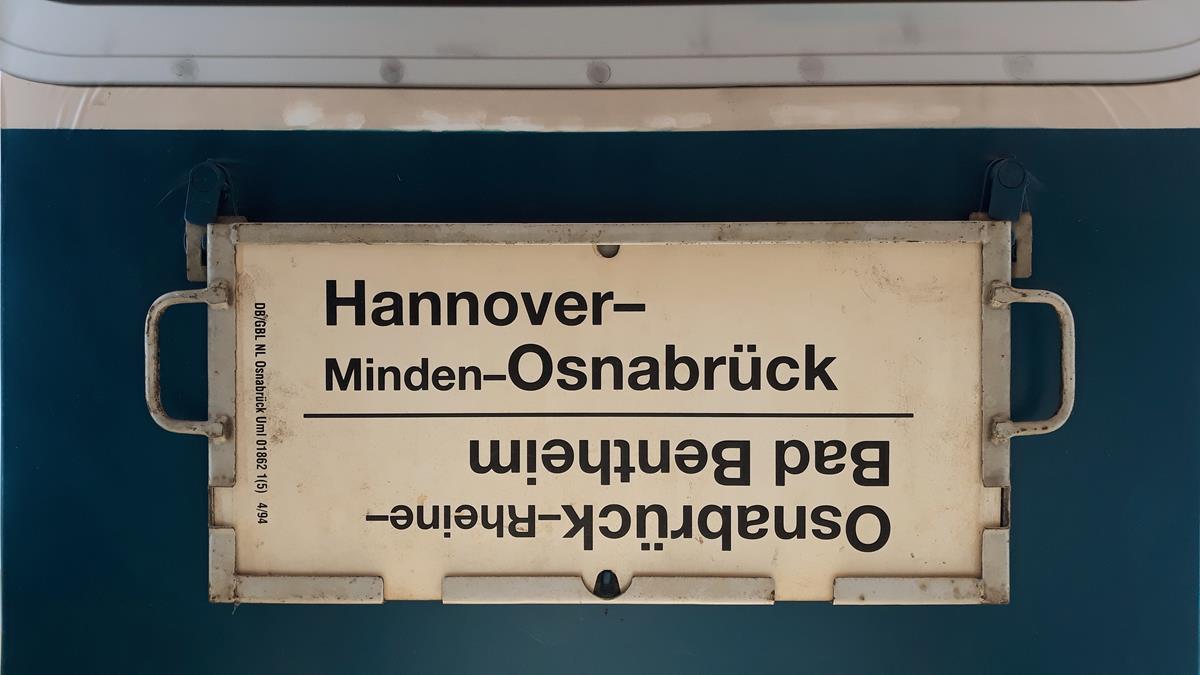 Hannover–
Minden–Osnabrück
Osnabrück–Rheine–
Bad Bentheim
DB/GBL NL Osnabrück Uml 01862 1(5) 4/94